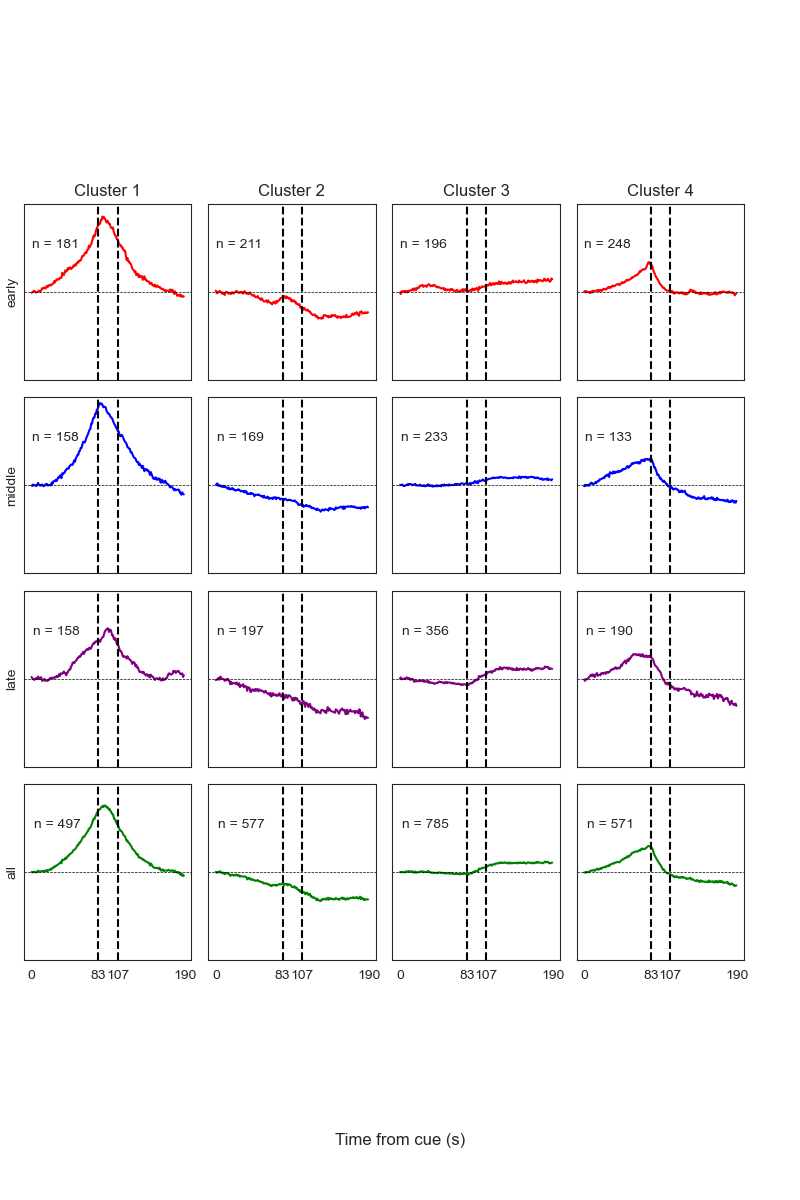 Cluster 1 Cluster 2 Cluster 3 Cluster 4
early
n = 181 n = 211 n = 196 n = 248
middle
n = 158 n = 169 n = 233 n = 133
late
n = 158 n = 197 n = 356 n = 190
all
n = 497 n = 577 n = 785 n = 571
0 83 107 190 0 83 107 190 0 83 107 190 0 83 107 190
Time from cue (s)